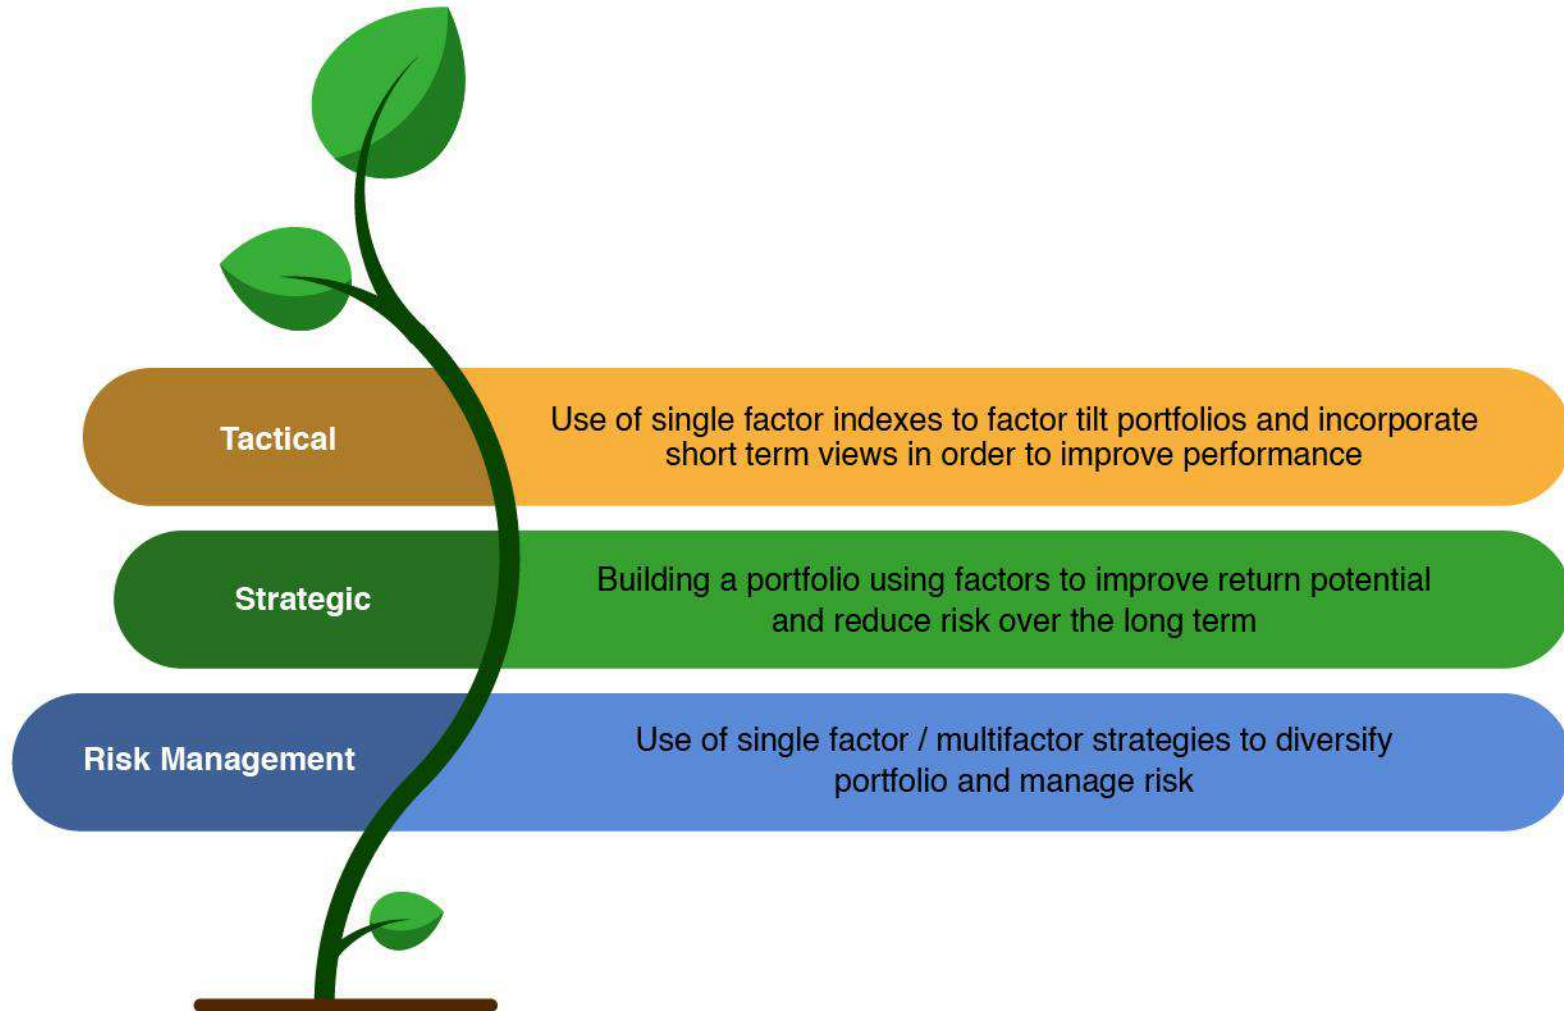 Tactical
Use of single factor indexes to factor tilt portfolios and incorporate
short term views in order to improve performance
Strategic
Building a portfolio using factors to improve return potential
and reduce risk over the long term
Risk Management
Use of single factor / multifactor strategies to diversify
portfolio and manage risk